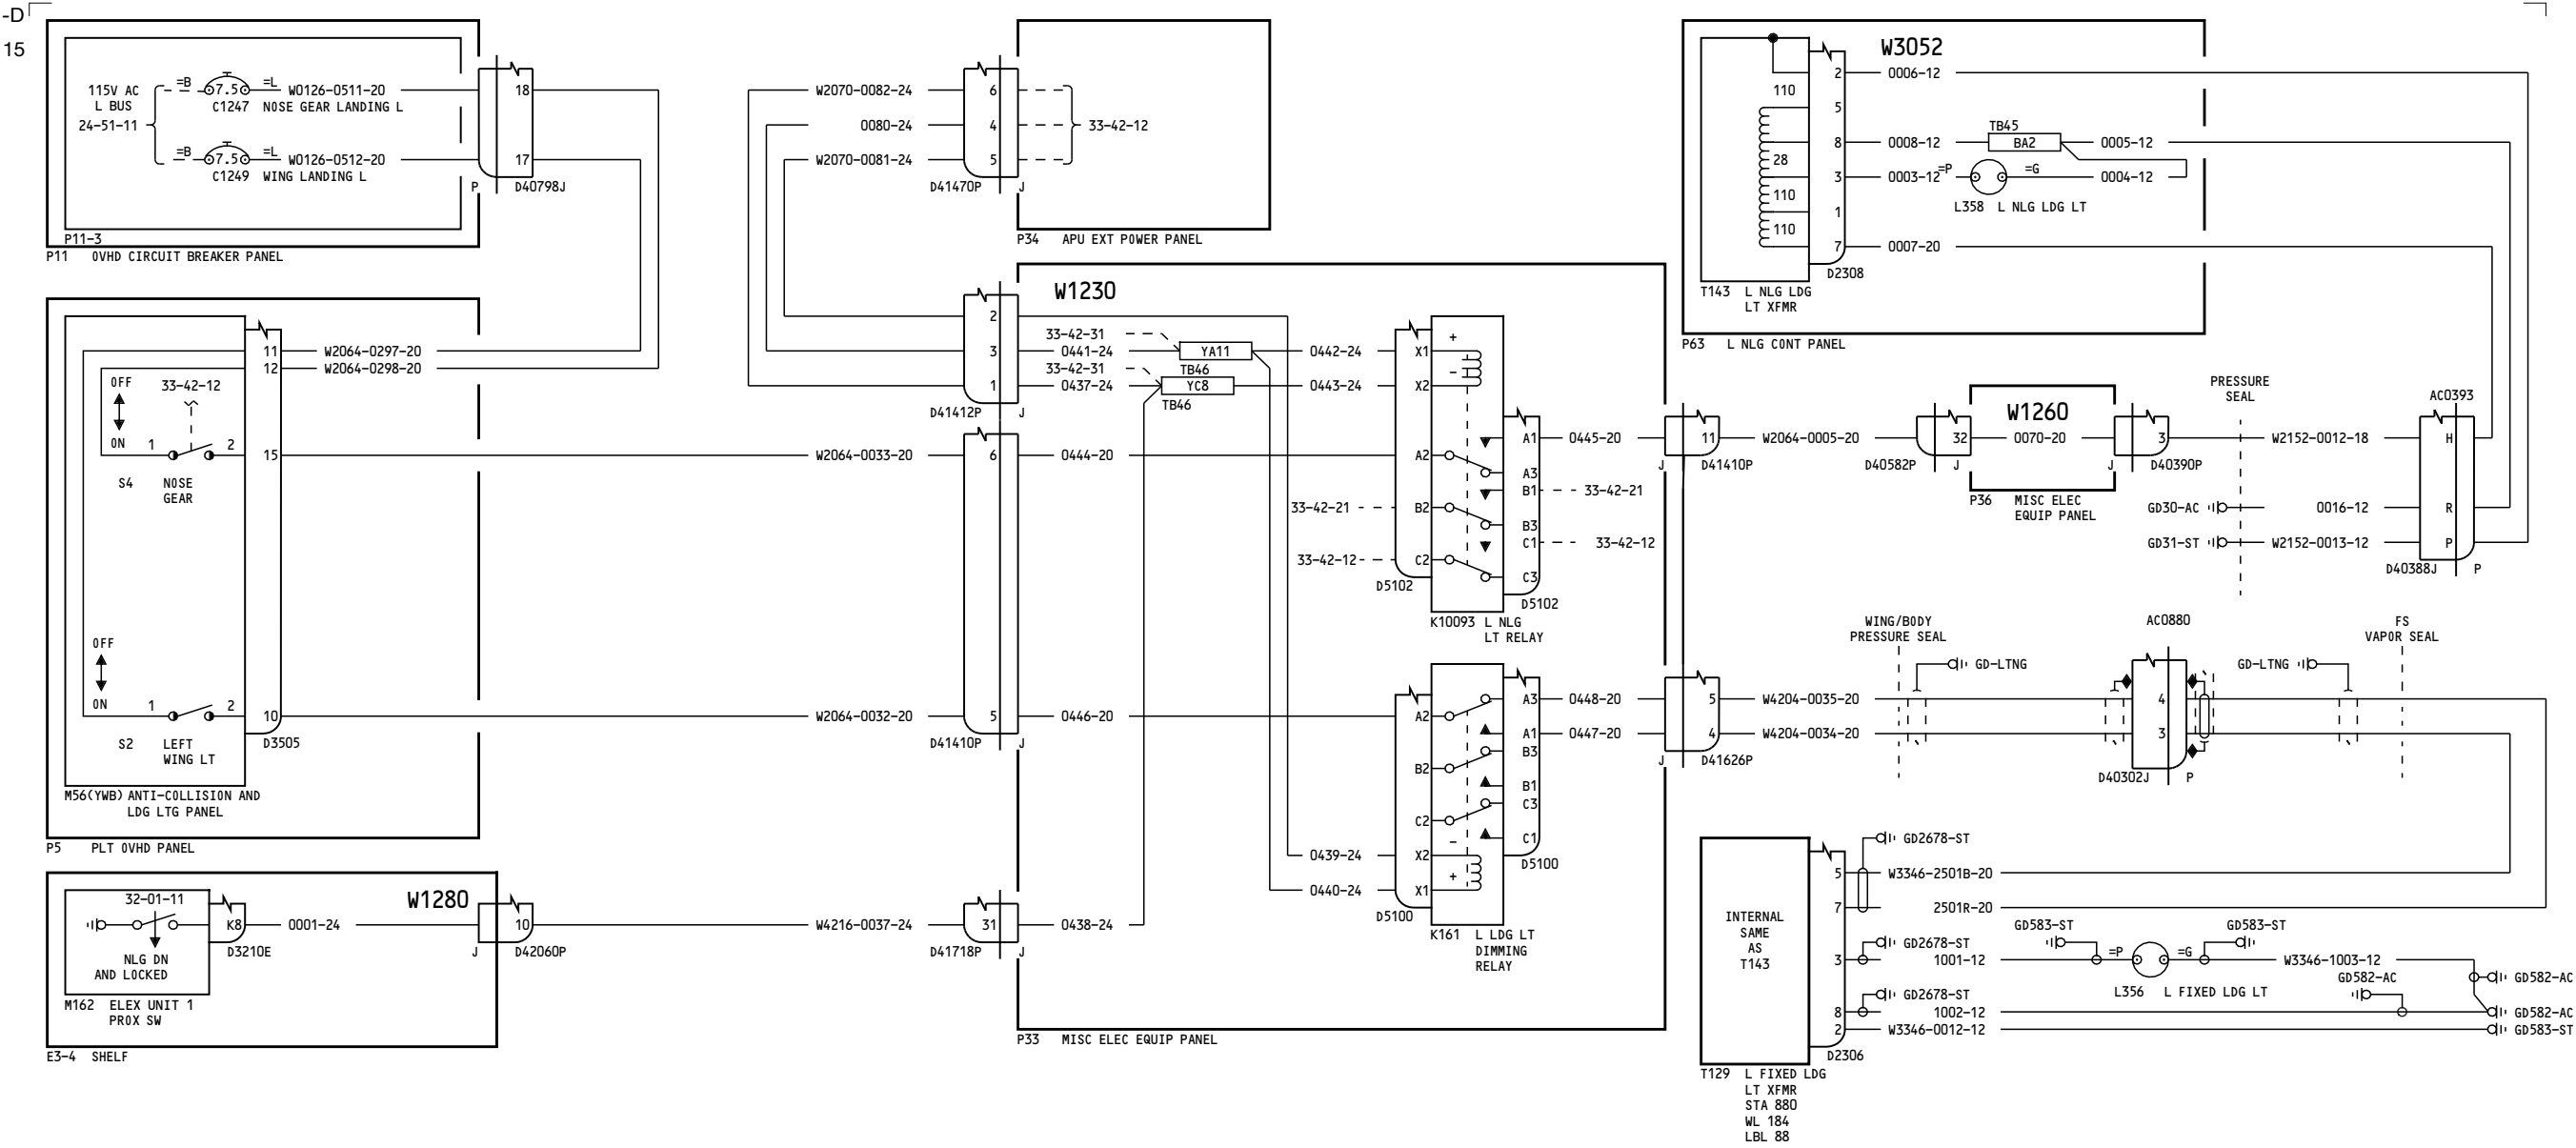 -D
15
115V AC
L BUS
24-51-11
=B
7.5
=L
W0126-0511-20
C1247 NOSE GEAR LANDING L
=B
7.5
=L
W0126-0512-20
C1249 WING LANDING L
18
17
P
D40798J
P11-3
P11 OVHD CIRCUIT BREAKER PANEL
11
W2064-0297-20
12
W2064-0298-20
OFF
33-42-12
ON
1
2
15
S4
NOSE
GEAR
OFF
ON
1
2
10
S2
LEFT
WING LT
D3505
M56(YWB) ANTI-COLLISION AND
LDG LTG PANEL
P5 PLT OVHD PANEL
32-01-11
W1280
K8
0001-24
10
NLG DN
AND LOCKED
D3210E
J
D42060P
M162 ELEX UNIT 1
PROX SW
E3-4 SHELF
W2070-0082-24
6
0080-24
4
33-42-12
W2070-0081-24
5
D41470P
J
P34 APU EXT POWER PANEL
W1230
2
33-42-31
3
0441-24
YA11
0442-24
X1
33-42-31
TB46
1
0437-24
YC8
0443-24
X2
D41412P
J
TB46
+
-
W2064-0033-20
6
0444-20
A2
A1
0445-20
A3
B1
33-42-21
33-42-21
B2
B3
C1
33-42-12
33-42-12
C2
C3
D5102
D5102
K10093 L NLG
LT RELAY
W2064-0032-20
5
0446-20
A2
A3
0448-20
A1
0447-20
B3
B2
B1
C3
C2
C1
D41410P
J
0439-24
X2
-
D5100
0440-24
X1
+
D5100
K161 L LDG LT
DIMMING
RELAY
W4216-0037-24
31
0438-24
D41718P
J
P33 MISC ELEC EQUIP PANEL
W3052
2
0006-12
110
5
TB45
8
0008-12
BA2
0005-12
28
3
0003-12
=P
=G
0004-12
110
L358 L NLG LDG LT
1
110
7
0007-20
D2308
T143 L NLG LDG
LT XFMR
P63 L NLG CONT PANEL
11
W2064-0005-20
32
W1260
0070-20
3
J
D41410P
D40582P
J
J
D40390P
P36 MISC ELEC
EQUIP PANEL
PRESSURE
SEAL
AC0393
W2152-0012-18
H
GD30-AC
0016-12
R
GD31-ST
W2152-0013-12
P
D40388J
P
WING/BODY
PRESSURE SEAL
AC0880
FS
VAPOR SEAL
GD-LTNG
GD-LTNG
5
W4204-0035-20
4
4
W4204-0034-20
3
J
D41626P
D40302J
P
GD2678-ST
5
W3346-2501B-20
7
2501R-20
INTERNAL
SAME
AS
T143
GD2678-ST
GD583-ST
GD583-ST
3
1001-12
=P
=G
W3346-1003-12
GD582-AC
GD582-AC
GD2678-ST
L356 L FIXED LDG LT
8
1002-12
GD582-AC
2
W3346-0012-12
GD583-ST
D2306
T129 L FIXED LDG
LT XFMR
STA 880
WL 184
LBL 88